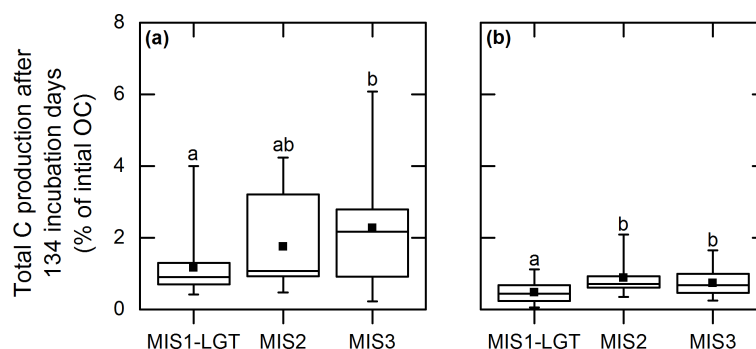 Total C production after
134 incubation days
(% of intial OC)
8
6
4
2
0
(a)
a
ab
b
MIS1-LGT MIS2 MIS3
(b)
a
b
b
MIS1-LGT MIS2 MIS3